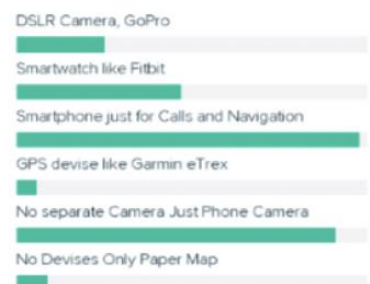 DSLR Camera, GoPro
Smartwatch like Fitbit
Smartphone just for Calls and Navigation
GPS devise like Garmin eTrex
No separate Camera Just Phone Camera
No Devises Only Paper Map